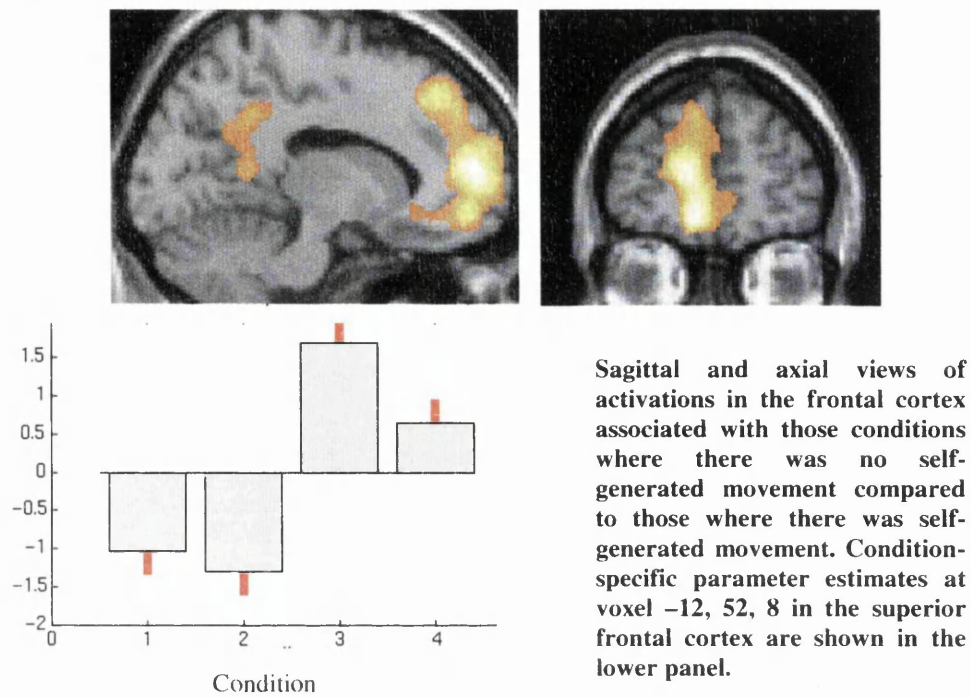 1.5
1
0.5
0
−0.5
−1
−1.5
−2
0 1 2 3 4
Condition
Sagittal and axial views of
activations in the frontal cortex
associated with those conditions
where there was no self-
generated movement compared
to those where there was self-
generated movement. Condition-
specific parameter estimates at
voxel –12, 52, 8 in the superior
frontal cortex are shown in the
lower panel.